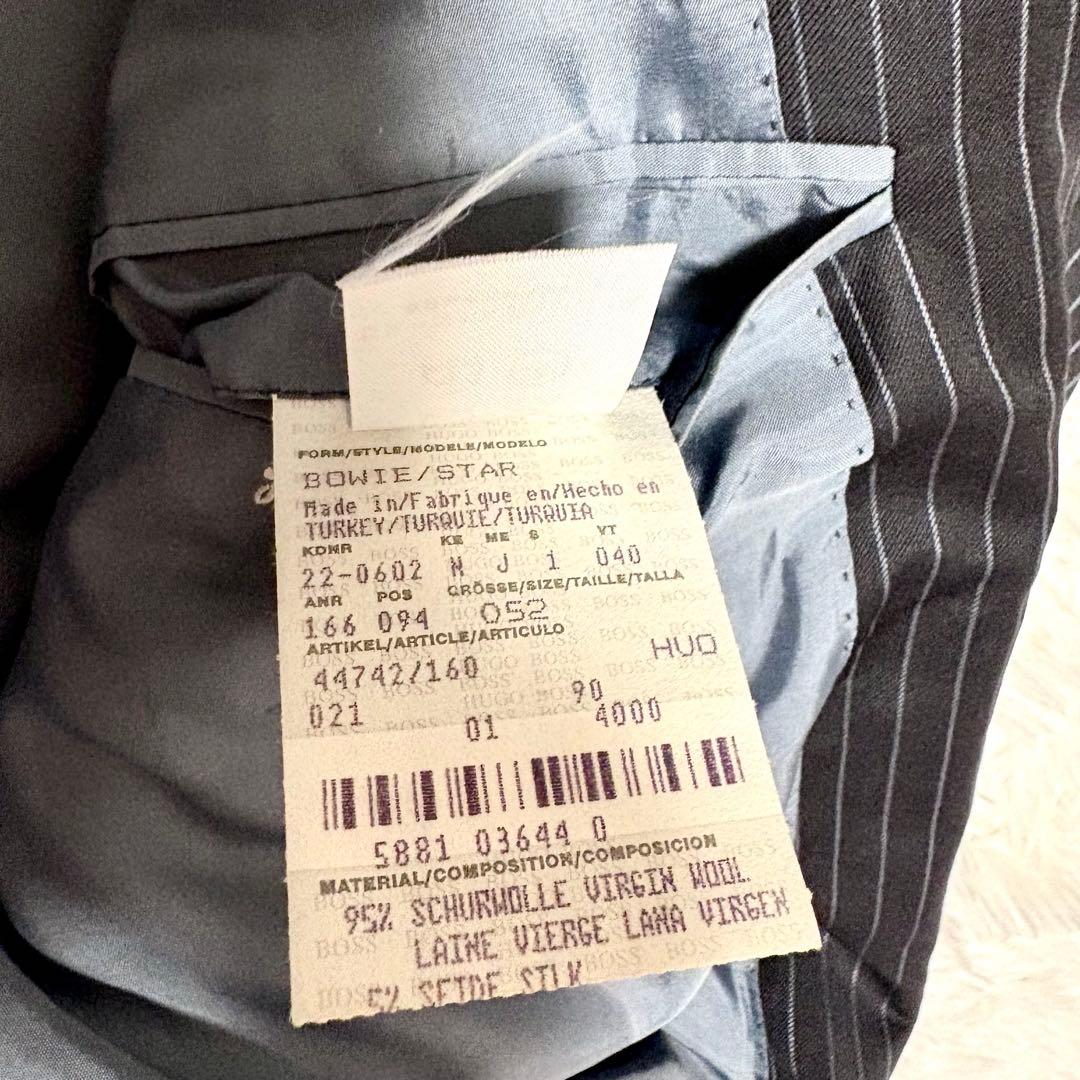 FORM/STYLE/MODELE/MODELO
BOWIE/STAR
Made in/Fabrique en/Hecho en
TURKEY/TURQUIE/TURQUIA
KDNR KE ME S YT
22-0602 N J 1 040
ANR POS GRÖSSE/SIZE/TAILLE/TALLA
166 094 052
ARTIKEL/ARTICLE/ARTICULO
44742/160 HUO
021 01 90
4000
5881 03644 0
MATERIAL/COMPOSITION/COMPOSICION
95% SCHURWOLLE VIRGIN WOOL
LAINE VIERGE LANA VIRGEN
5% SEIDE SILK